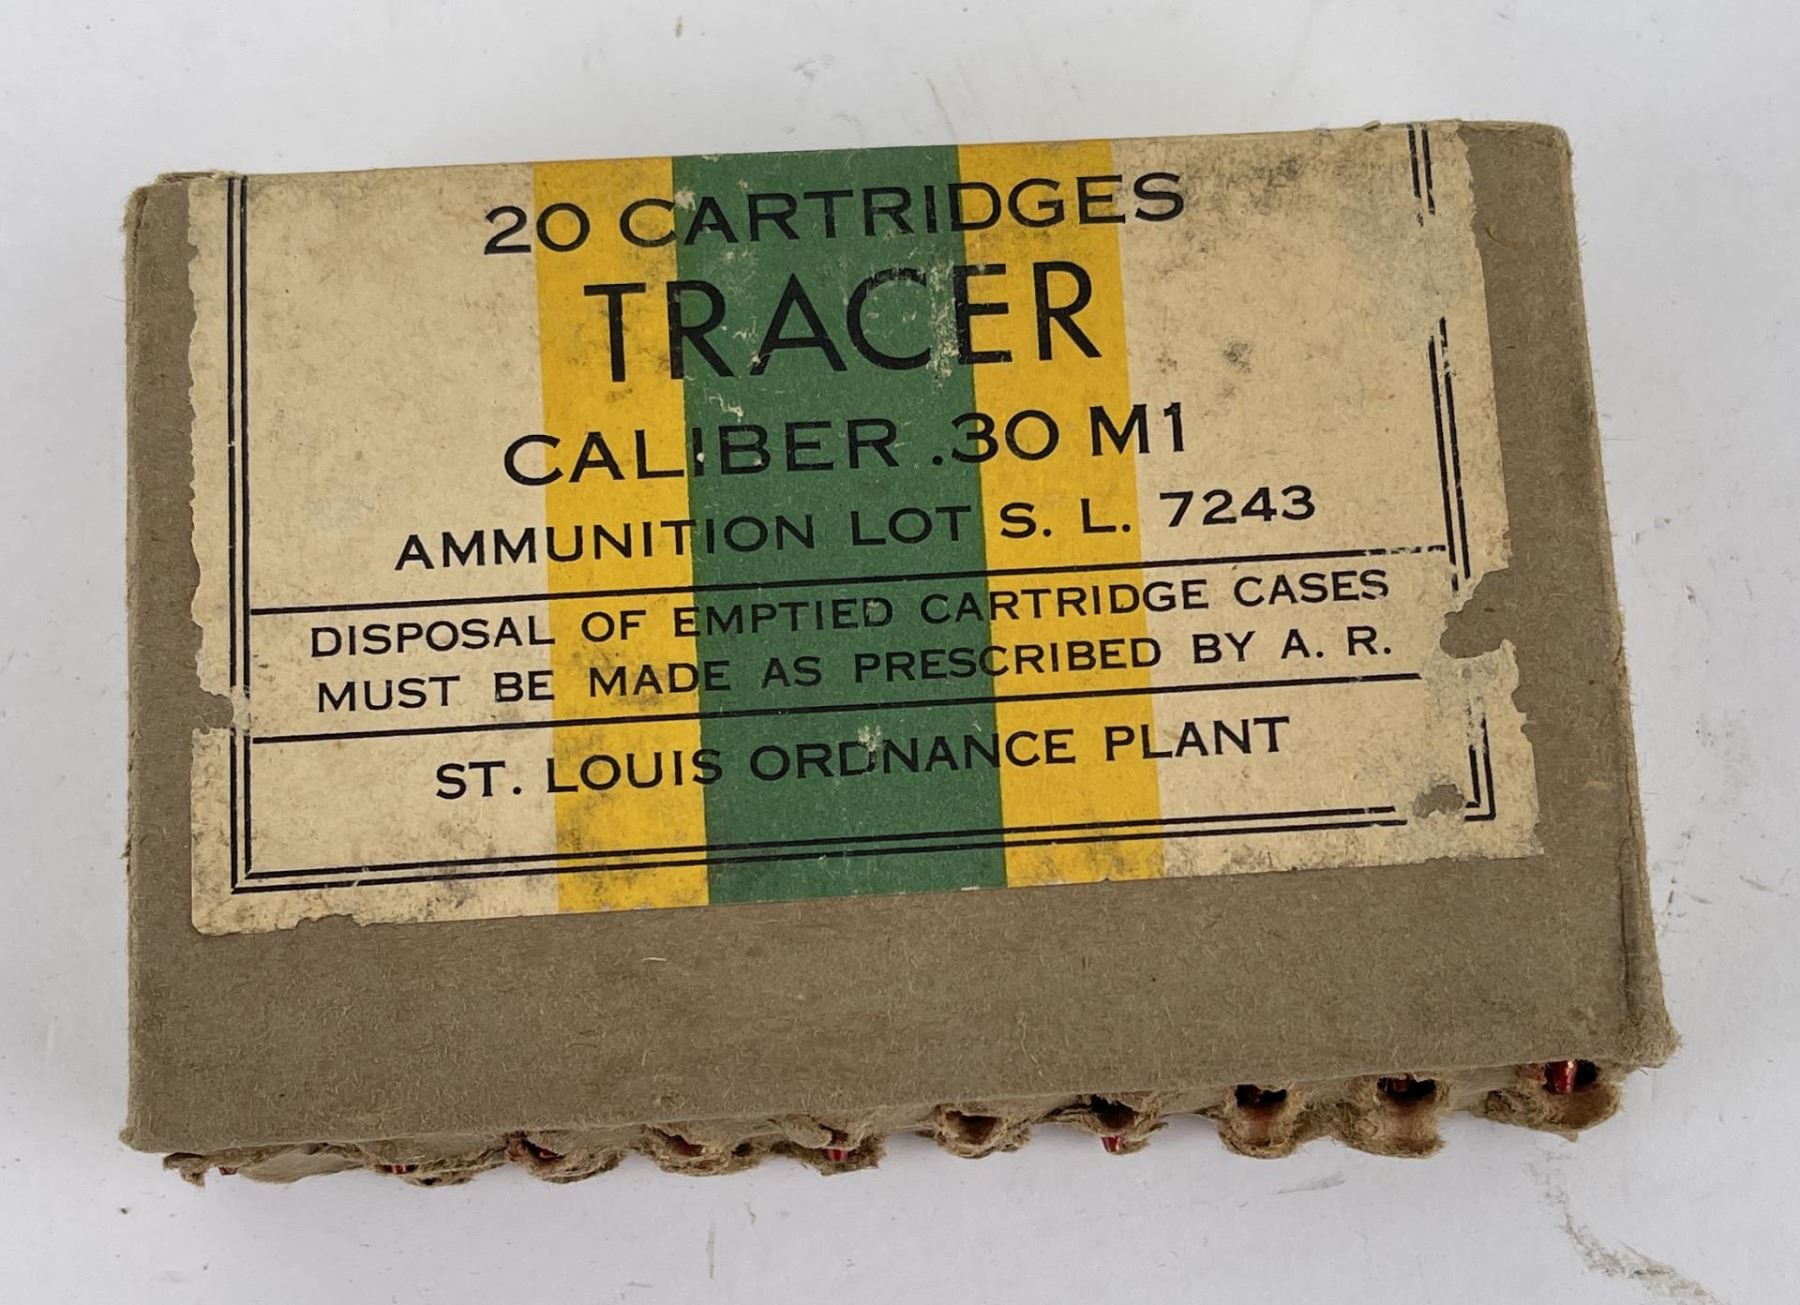 20 CARTRIDGES
TRACER
CALIBER .30 M1
AMMUNITION LOT S. L. 7243
DISPOSAL OF EMPTIED CARTRIDGE CASES
MUST BE MADE AS PRESCRIBED BY A. R.
ST. LOUIS ORDNANCE PLANT